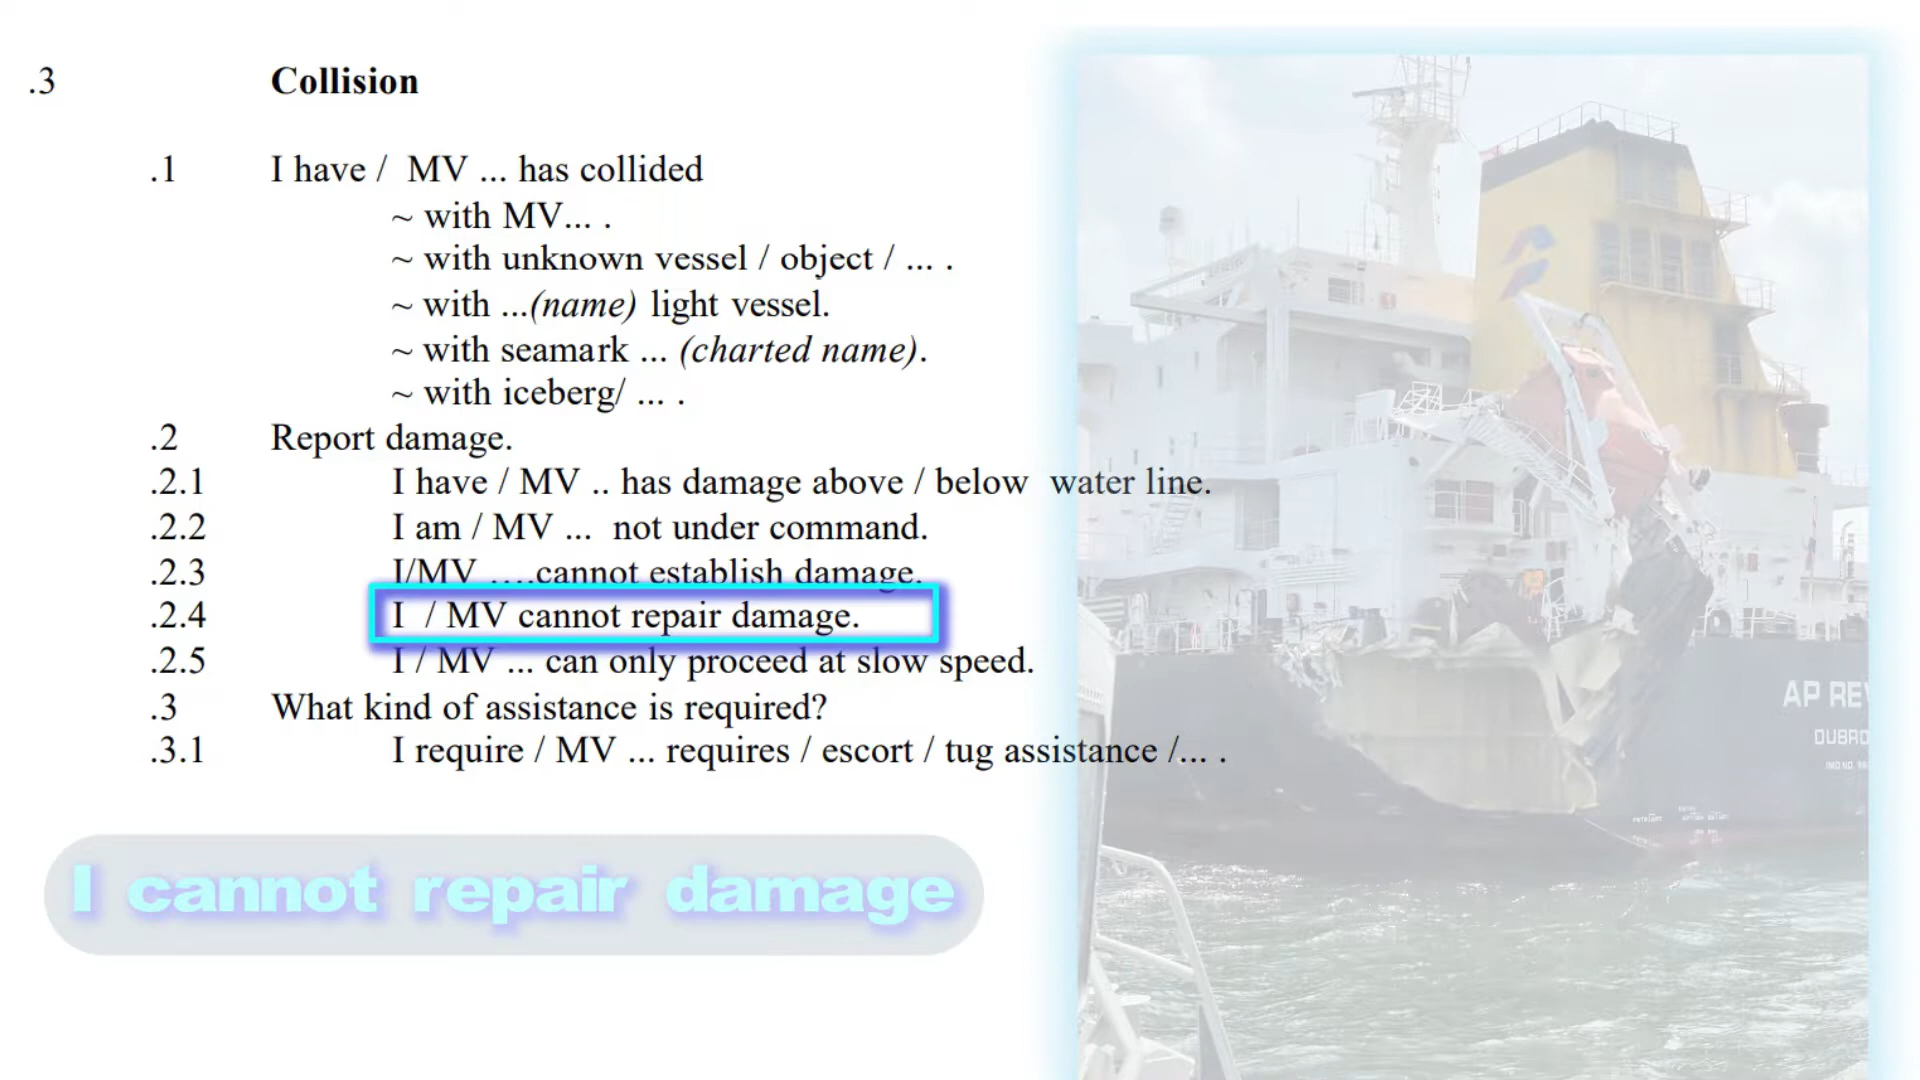 .3 Collision
.1 I have / MV ... has collided
~ with MV... .
~ with unknown vessel / object / ... .
~ with ...(name) light vessel.
~ with seamark ... (charted name).
~ with iceberg/ ... .
.2 Report damage.
.2.1 I have / MV .. has damage above / below water line.
.2.2 I am / MV ... not under command.
.2.3 I/MV ....cannot establish damage.
.2.4 I / MV cannot repair damage.
.2.5 I / MV ... can only proceed at slow speed.
.3 What kind of assistance is required?
.3.1 I require / MV ... requires / escort / tug assistance /... .
I cannot repair damage
AP RE
DUBRO
IMO NO.